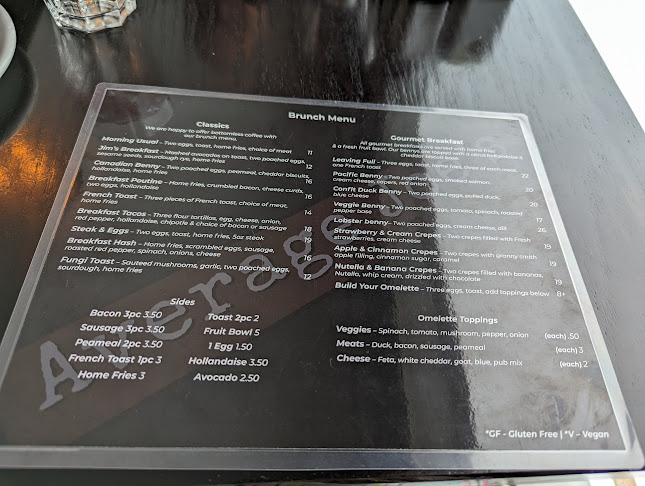 Brunch Menu
Classics
We are happy to offer bottomless coffee with
our brunch menu.
Morning Usual – Two eggs, toast, home fries, choice of meat 11
Jim's Breakfast – Mashed avocados on toast, two poached eggs,
sesame seeds, sourdough rye, home fries 12
Canadian Benny – Two poached eggs, peameal, cheddar biscuits,
hollandaise, home fries 16
Breakfast Poutine – Home fries, crumbled bacon, cheese curds,
two eggs, hollandaise 16
French Toast – Three pieces of French toast, choice of meat,
home fries 14
Breakfast Tacos – Three flour tortillas, egg, cheese, onion,
red pepper, hollandaise, chipotle & choice of bacon or sausage 18
Steak & Eggs – Two eggs, toast, home fries, 5oz steak 19
Breakfast Hash – Home fries, scrambled eggs, sausage,
roasted red pepper, spinach, onions, cheese 16
Fungi Toast – Sauteed mushrooms, garlic, two poached eggs,
sourdough, home fries 12
Sides
Bacon 3pc 3.50
Sausage 3pc 3.50
Peameal 2pc 3.50
French Toast 1pc 3
Home Fries 3
Toast 2pc 2
Fruit Bowl 5
1 Egg 1.50
Hollandaise 3.50
Avocado 2.50
Gourmet Breakfast
All gourmet breakfasts are served with home fries
& a fresh fruit bowl. Our bennys are topped with a citrus hollandaise &
cheddar biscuit base.
Leaving Full – Three eggs, toast, home fries, three of each meat,
one French toast 22
Pacific Benny – Two poached eggs, smoked salmon,
cream cheese, capers, red onion
Confit Duck Benny – Two poached eggs, pulled duck,
blue cheese 20
Veggie Benny – Two poached eggs, tomato, spinach, roasted
pepper base 17
Lobster benny – Two poached eggs, cream cheese, dill 26
Strawberry & Cream Crepes – Two crepes filled with Fresh
strawberries, cream cheese 19
Apple & Cinnamon Crepes – Two crepes with granny smith
apple filling, cinnamon sugar, caramel 19
Nutella & Banana Crepes – Two crepes filled with bananas,
Nutella, whip cream, drizzled with chocolate 19
Build Your Omelette – Three eggs, toast, add toppings below 8+
Omelette Toppings
Veggies – Spinach, tomato, mushroom, pepper, onion (each) .50
Meats – Duck, bacon, sausage, peameal (each) 3
Cheese – Feta, white cheddar, goat, blue, pub mix (each) 2
*GF - Gluten Free | *V – Vegan